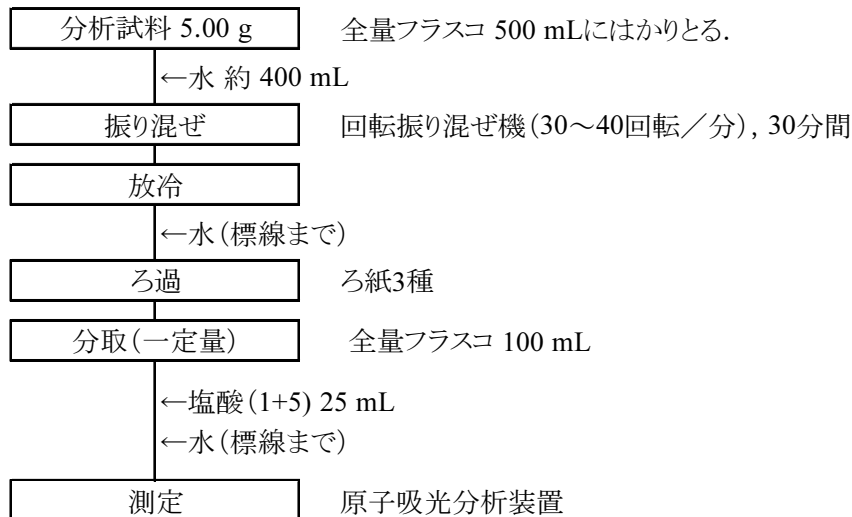 分析試料 5.00 g　全量フラスコ 500 mLにはかりとる.
←水 約 400 mL
振り混ぜ　回転振り混ぜ機(30～40回転／分), 30分間
放冷
←水(標線まで)
ろ過　ろ紙3種
分取(一定量)　全量フラスコ 100 mL
←塩酸(1+5) 25 mL
←水(標線まで)
測定　原子吸光分析装置